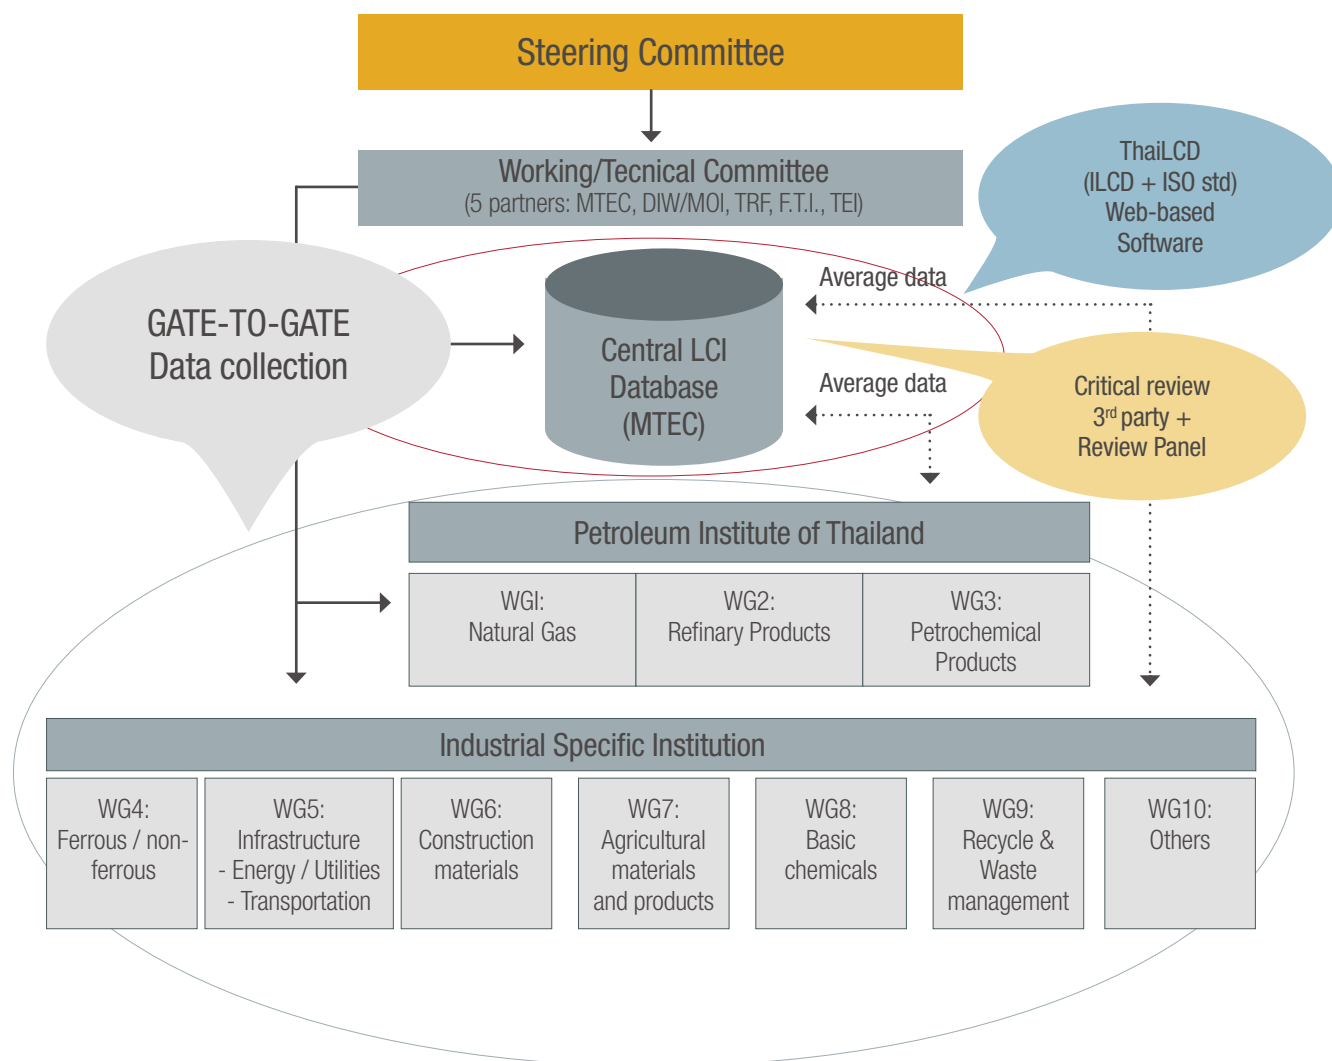 Steering Committee
Working/Tecnical Committee
(5 partners: MTEC, DIW/MOI, TRF, F.T.I., TEI)
ThaiLCD
(ILCD + ISO std)
Web-based
Software
GATE-TO-GATE
Data collection
Central LCI
Database
(MTEC)
Average data
Average data
Critical review
3rd party +
Review Panel
Petroleum Institute of Thailand
WGI:
Natural Gas
WG2:
Refinary Products
WG3:
Petrochemical
Products
Industrial Specific Institution
WG4:
Ferrous / non-
ferrous
WG5:
Infrastructure
- Energy / Utilities
- Transportation
WG6:
Construction
materials
WG7:
Agricultural
materials
and products
WG8:
Basic
chemicals
WG9:
Recycle &
Waste
management
WG10:
Others